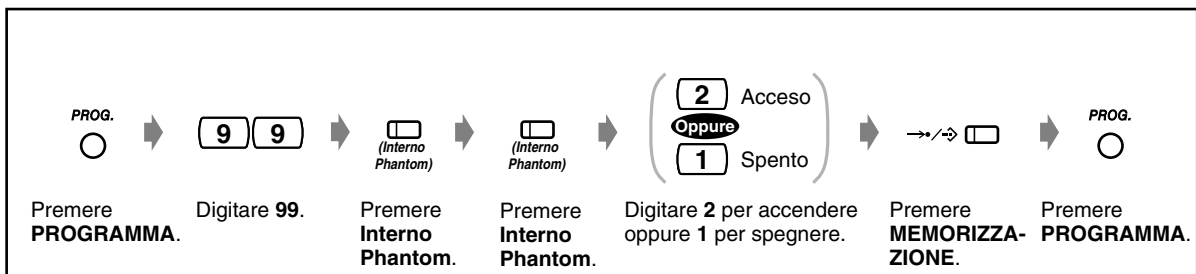 PROG.
9 9
(Interno
Phantom)
(Interno
Phantom)
2 Acceso
Oppure
1 Spento
PROG.
Premere
PROGRAMMA.
Digitare 99.
Premere
Interno
Phantom.
Premere
Interno
Phantom.
Digitare 2 per accendere
oppure 1 per spegnere.
Premere
MEMORIZZA-
ZIONE.
Premere
PROGRAMMA.